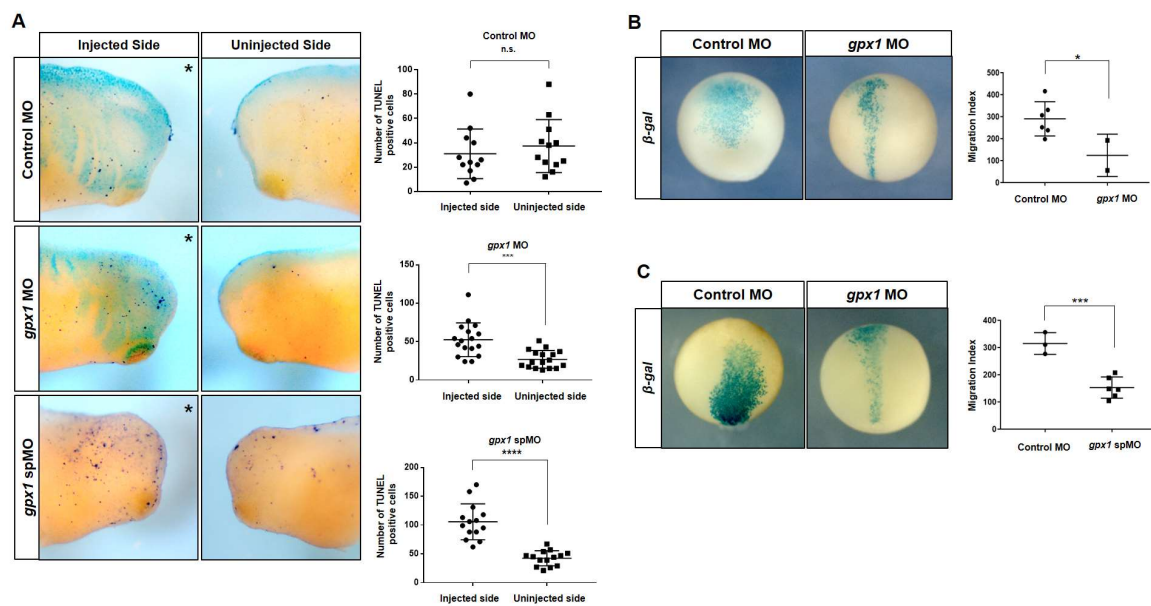 A
Injected Side
Uninjected Side
Control MO
*
gpx1 MO
*
gpx1 spMO
*
Control MO
n.s.
Number of TUNEL
positive cells
100
80
60
40
20
0
Injected side
Uninjected side
gpx1 MO
***
Number of TUNEL
positive cells
150
100
50
0
Injected side
Uninjected side
gpx1 spMO
****
Number of TUNEL
positive cells
200
150
100
50
0
Injected side
Uninjected side
B
Control MO
gpx1 MO
β-gal
*
Migration Index
500
400
300
200
100
0
Control MO
gpx1 MO
C
Control MO
gpx1 MO
β-gal
***
Migration Index
400
300
200
100
0
Control MO
gpx1 spMO